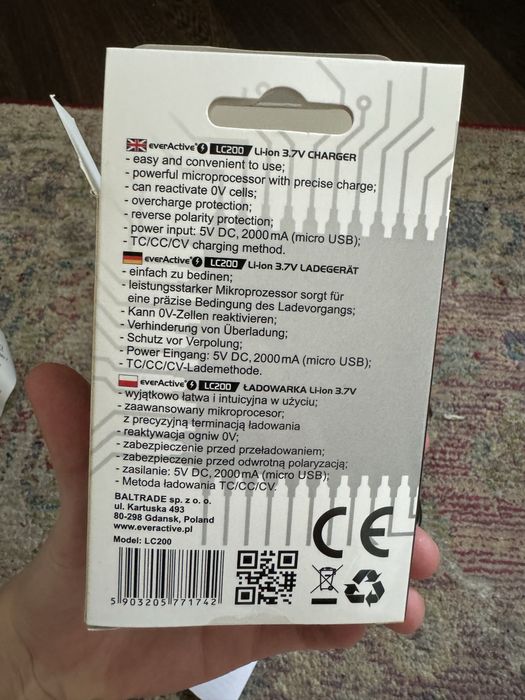 everActive LC200 Li-ion 3.7V CHARGER
- easy and convenient to use;
- powerful microprocessor with precise charge;
- can reactivate 0V cells;
- overcharge protection;
- reverse polarity protection;
- power input: 5V DC, 2000mA (micro USB);
- TC/CC/CV charging method.
everActive LC200 Li-ion 3.7V LADEGERÄT
- einfach zu bedinen;
- leistungsstarker Mikroprozessor sorgt für
eine präzise Bedingung des Ladevorgangs;
- Kann 0V-Zellen reaktivieren;
- Verhinderung von Überladung;
- Schutz vor Verpolung;
- Power Eingang: 5V DC, 2000mA (micro USB);
- TC/CC/CV-Lademethode.
everActive LC200 ŁADOWARKA Li-ion 3.7V
- wyjątkowo łatwa i intuicyjna w użyciu;
- zaawansowany mikroprocesor;
z precyzyjną terminacją ładowania
- reaktywacja ogniw 0V;
- zabezpieczenie przed przeładowaniem;
- zabezpieczenie przed odwrotną polaryzacją;
- zasilanie: 5V DC, 2000mA (micro USB);
- Metoda ładowania TC/CC/CV.
BALTRADE sp. z o. o.
ul. Kartuska 493
80-298 Gdansk, Poland
www.everactive.pl
Model: LC200
CE
5 903205 771742